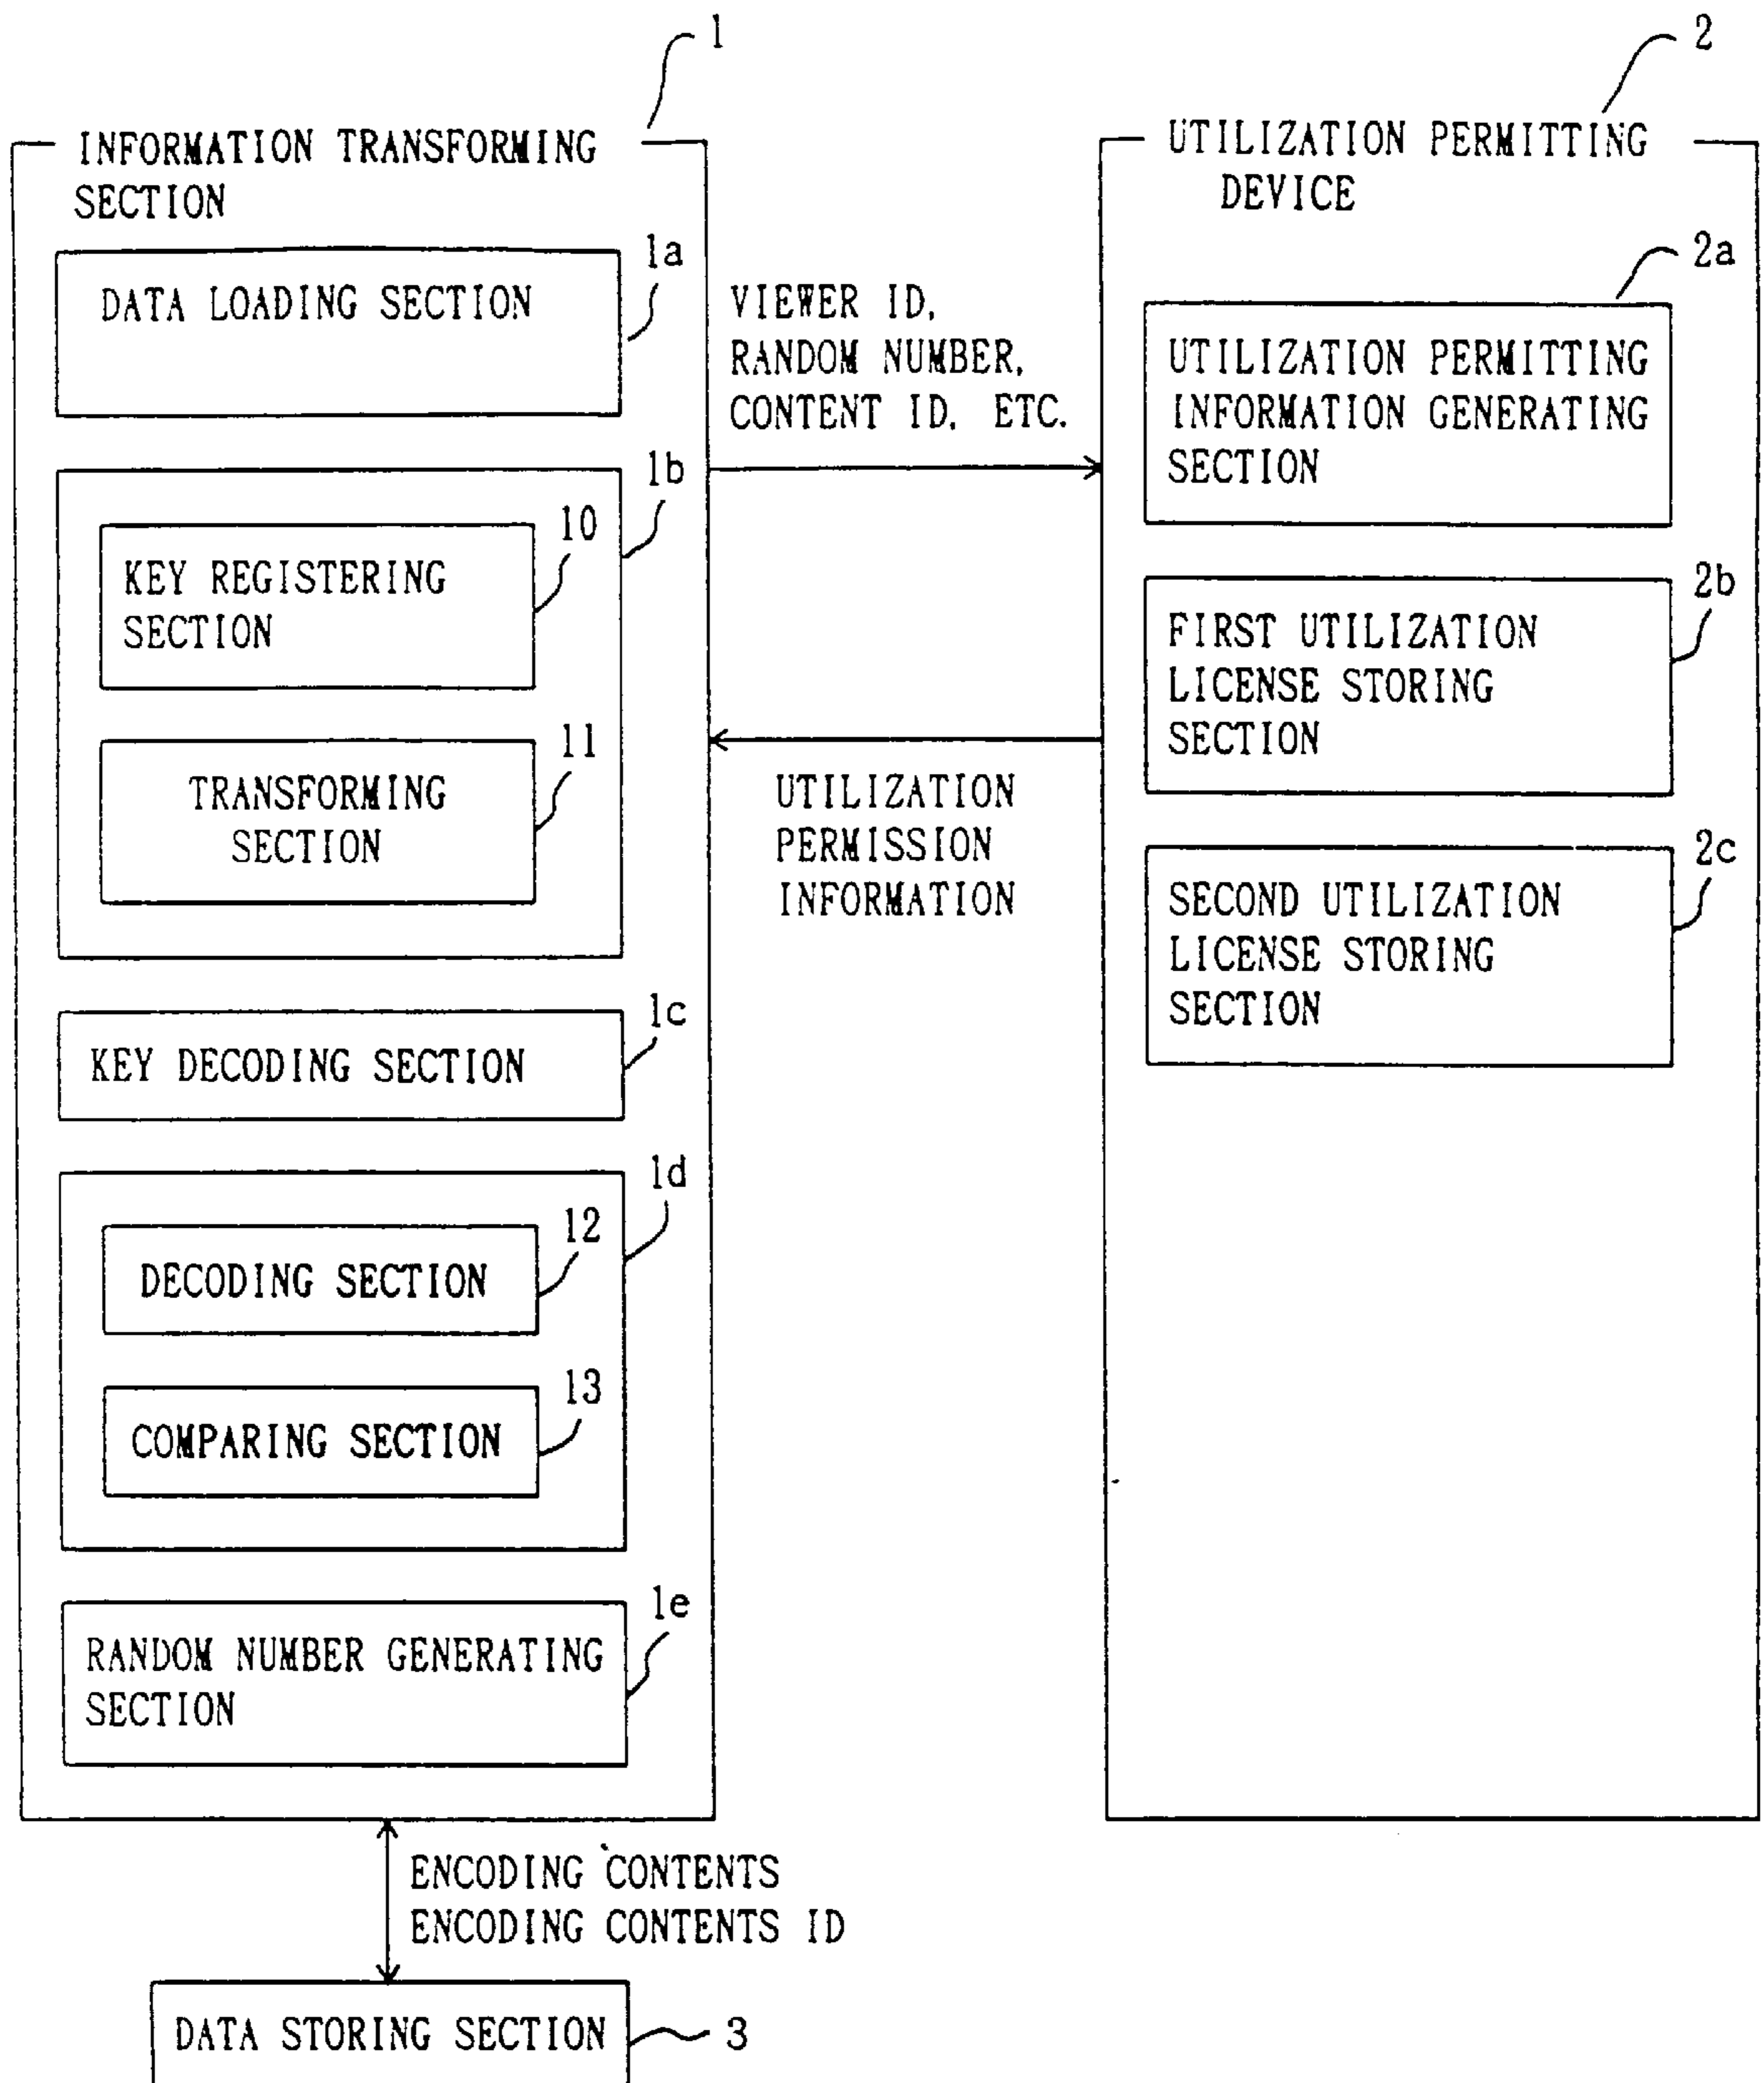 1
INFORMATION TRANSFORMING
SECTION
1a
DATA LOADING SECTION
1b
10
KEY REGISTERING
SECTION
11
TRANSFORMING
SECTION
1c
KEY DECODING SECTION
1d
12
DECODING SECTION
13
COMPARING SECTION
1e
RANDOM NUMBER GENERATING
SECTION
VIEWER ID,
RANDOM NUMBER,
CONTENT ID, ETC.
UTILIZATION
PERMISSION
INFORMATION
2
UTILIZATION PERMITTING
DEVICE
2a
UTILIZATION PERMITTING
INFORMATION GENERATING
SECTION
2b
FIRST UTILIZATION
LICENSE STORING
SECTION
2c
SECOND UTILIZATION
LICENSE STORING
SECTION
ENCODING CONTENTS
ENCODING CONTENTS ID
DATA STORING SECTION
3